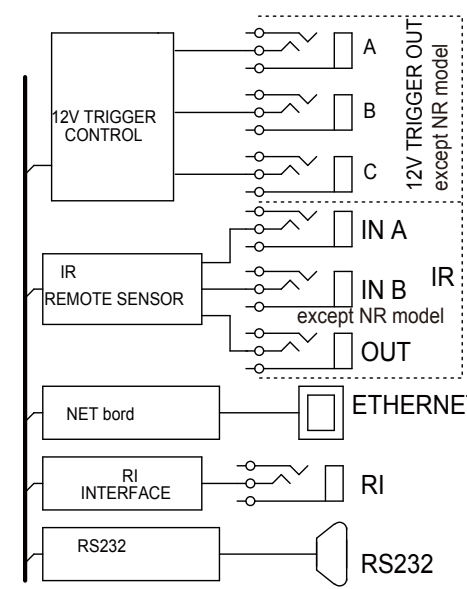 12V TRIGGER
CONTROL
A
B
C
12V TRIGGER OUT
except NR model
IR
REMOTE SENSOR
IN A
IN B
IR
except NR model
OUT
NET bord
ETHERNE
RI
INTERFACE
RI
RS232
RS232